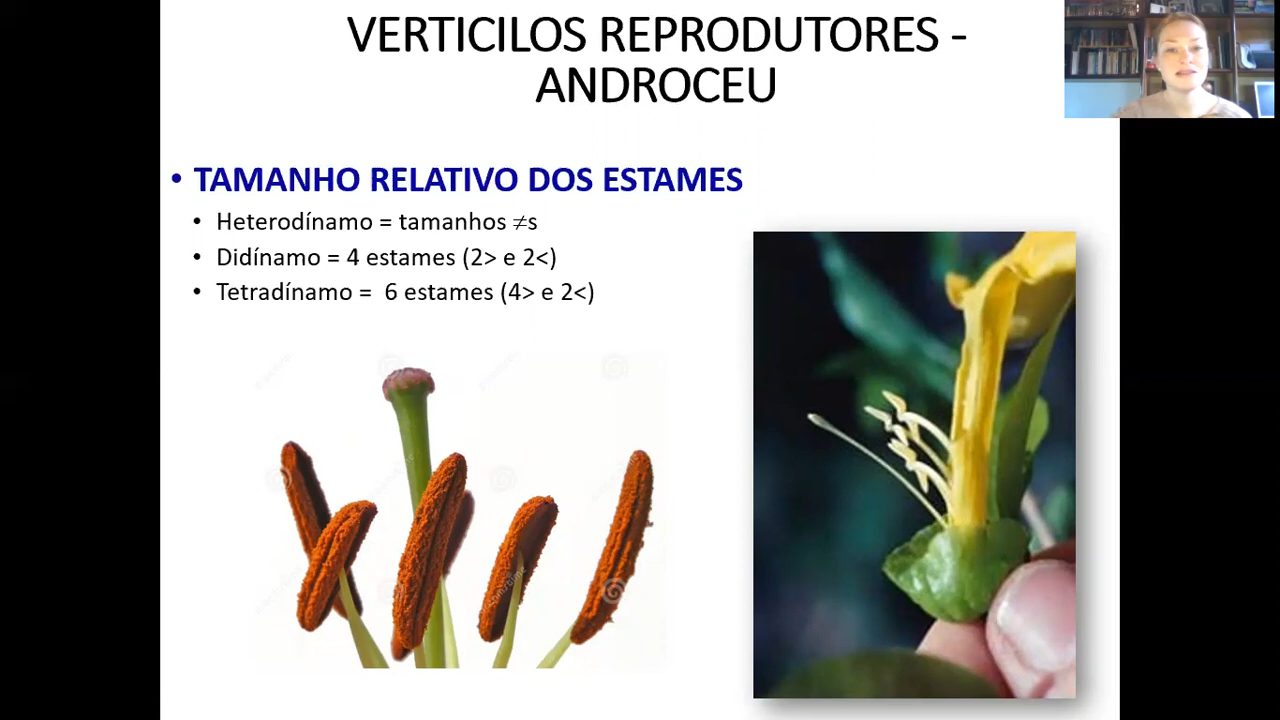 VERTICILOS REPRODUTORES -
ANDROCEU
• TAMANHO RELATIVO DOS ESTAMES
• Heterodínamo = tamanhos ≠s
• Didínamo = 4 estames (2> e 2<)
• Tetradínamo = 6 estames (4> e 2<)